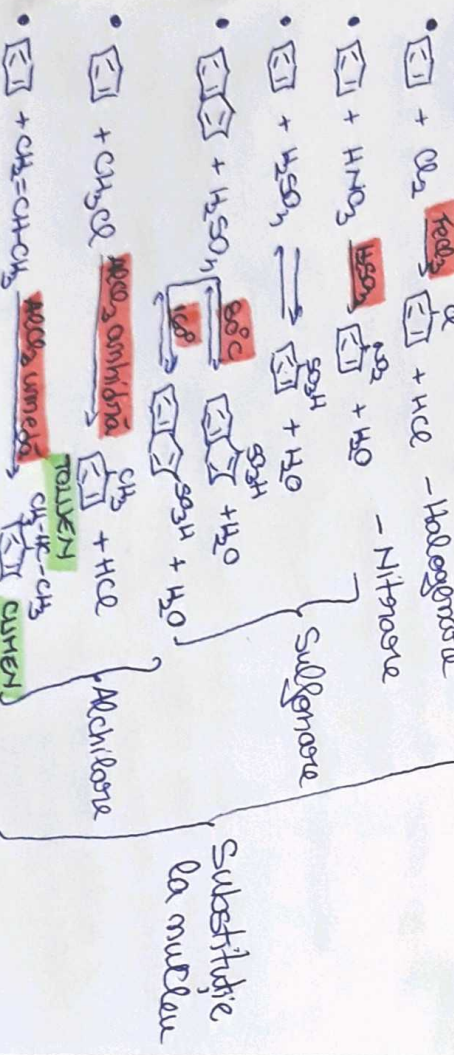 • + Cl2 FeCl3 Cl + HCl – Halogenare
• + HNO3 H2SO4 NO2 + H2O – Nitrare
• + H2SO4 SO3H + H2O
• + H2SO4 80°C SO3H + H2O
160° SO3H + H2O
Sulfonare
• + CH3Cl AlCl3 anhidră CH3 + HCl
TOLUEN
• + CH2=CH-CH3 AlCl3 umedă CH3-HC-CH3
CUMEN
Alchilare
Substituție
la nucleu